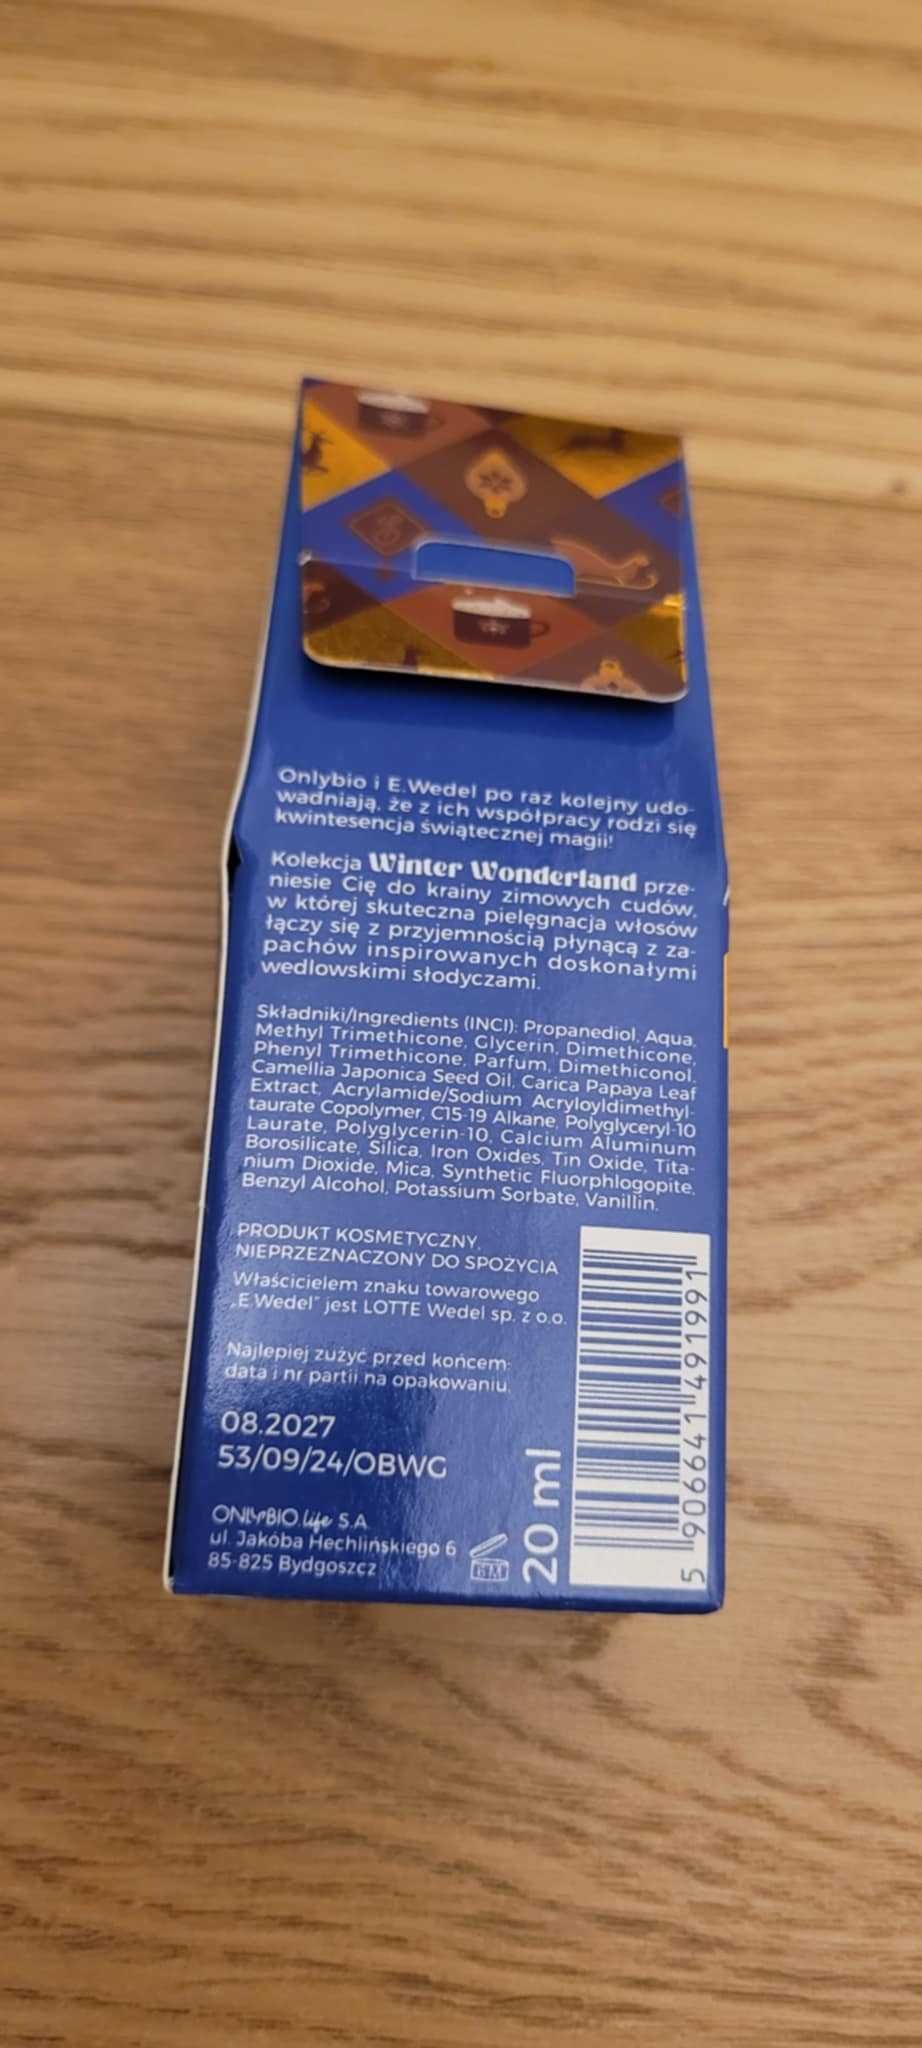 Onlybio i E.Wedel po raz kolejny udo-
wadniają, że z ich współpracy rodzi się
kwintesencja świątecznej magii!
Kolekcja Winter Wonderland prze-
niesie Cię do krainy zimowych cudów,
w której skuteczna pielęgnacja włosów
łączy się z przyjemnością płynącą z za-
pachów inspirowanych doskonałymi
wedlowskimi słodyczami.
Składniki/Ingredients (INCI): Propanediol, Aqua,
Methyl Trimethicone, Glycerin, Dimethicone,
Phenyl Trimethicone, Parfum, Dimethiconol,
Camellia Japonica Seed Oil, Carica Papaya Leaf
Extract, Acrylamide/Sodium Acryloyldimethyl-
taurate Copolymer, C15-19 Alkane, Polyglyceryl-10
Laurate, Polyglycerin-10, Calcium Aluminum
Borosilicate, Silica, Iron Oxides, Tin Oxide, Tita-
nium Dioxide, Mica, Synthetic Fluorphlogopite,
Benzyl Alcohol, Potassium Sorbate, Vanillin.
PRODUKT KOSMETYCZNY,
NIEPRZEZNACZONY DO SPOŻYCIA
Właścicielem znaku towarowego
„E.Wedel" jest LOTTE Wedel sp. z o.o.
Najlepiej zużyć przed końcem:
data i nr partii na opakowaniu.
08.2027
53/09/24/OBWG
ONLYBIO life S.A
ul. Jakóba Hechlińskiego 6
85-825 Bydgoszcz
6M
20 ml
5 906641 491991